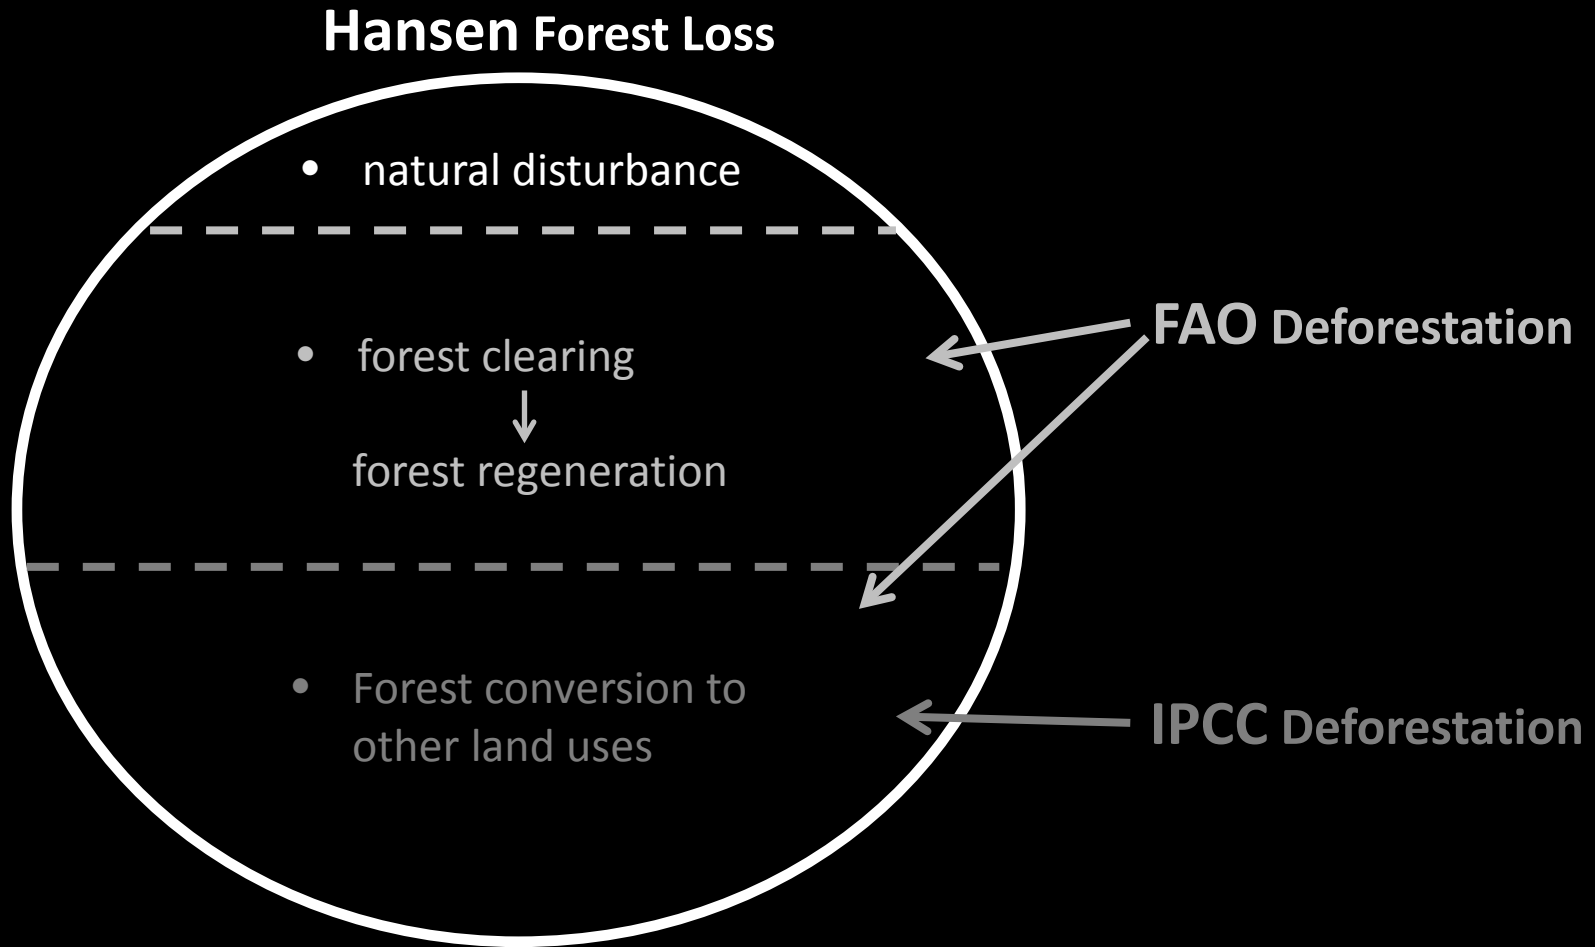 Hansen Forest Loss
• natural disturbance
• forest clearing
forest regeneration
FAO Deforestation
• Forest conversion to
other land uses
IPCC Deforestation